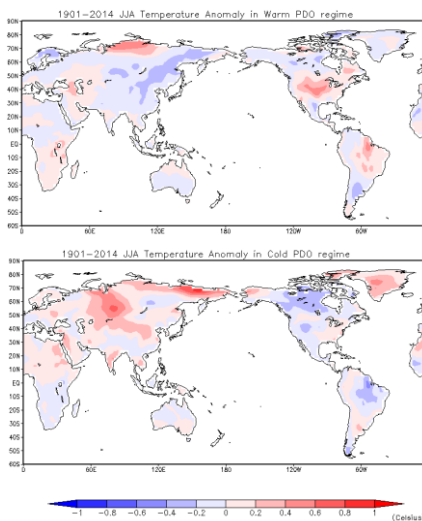 1901−2014 JJA Temperature Anomaly in Warm PDO regime
90N
80N
70N
60N
50N
40N
30N
20N
10N
EQ
10S
20S
30S
40S
50S
60S
0 60E 120E 180 120W 60W
1901−2014 JJA Temperature Anomaly in Cold PDO regime
90N
80N
70N
60N
50N
40N
30N
20N
10N
EQ
10S
20S
30S
40S
50S
60S
0 60E 120E 180 120W 60W
−1 −0.8 −0.6 −0.4 −0.2 0 0.2 0.4 0.6 0.8 1
(Celsius